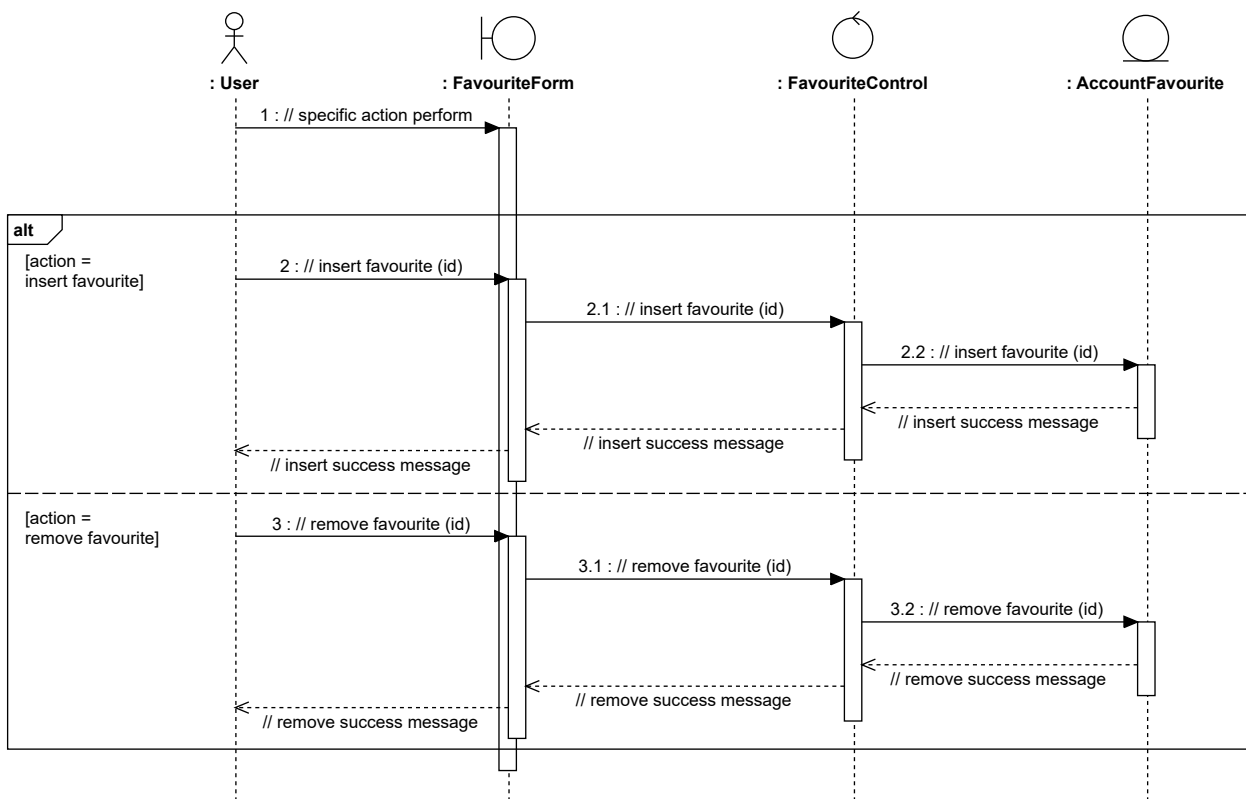 : User
: FavouriteForm
: FavouriteControl
: AccountFavourite
1 : // specific action perform
alt
[action =
insert favourite]
2 : // insert favourite (id)
2.1 : // insert favourite (id)
2.2 : // insert favourite (id)
// insert success message
// insert success message
// insert success message
[action =
remove favourite]
3 : // remove favourite (id)
3.1 : // remove favourite (id)
3.2 : // remove favourite (id)
// remove success message
// remove success message
// remove success message